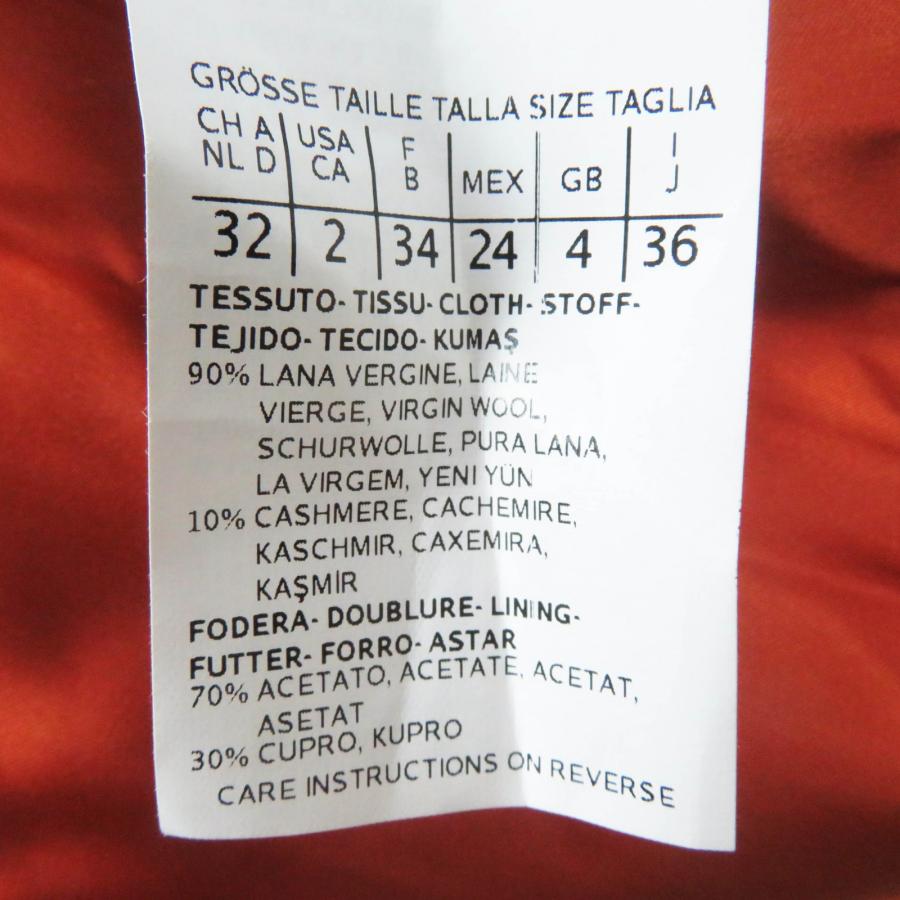 GRÖSSE TAILLE TALLA SIZE TAGLIA
CH A USA F I
NL D CA B MEX GB J
32 2 34 24 4 36
TESSUTO- TISSU- CLOTH- STOFF-
TEJIDO- TECIDO- KUMAŞ
90% LANA VERGINE, LAINE
VIERGE, VIRGIN WOOL,
SCHURWOLLE, PURA LANA,
LA VIRGEM, YENI YÜN
10% CASHMERE, CACHEMIRE,
KASCHMIR, CAXEMIRA,
KAŞMİR
FODERA- DOUBLURE- LINING-
FUTTER- FORRO- ASTAR
70% ACETATO, ACETATE, ACETAT,
ASETAT
30% CUPRO, KUPRO
CARE INSTRUCTIONS ON REVERSE